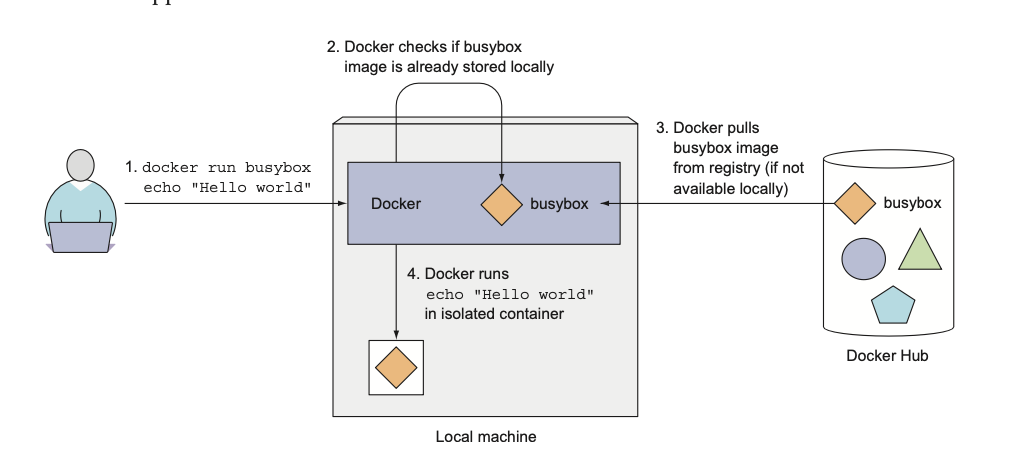 2. Docker checks if busybox
image is already stored locally
1. docker run busybox
echo "Hello world"
3. Docker pulls
busybox image
from registry (if not
available locally)
Docker
busybox
busybox
4. Docker runs
echo "Hello world"
in isolated container
Docker Hub
Local machine